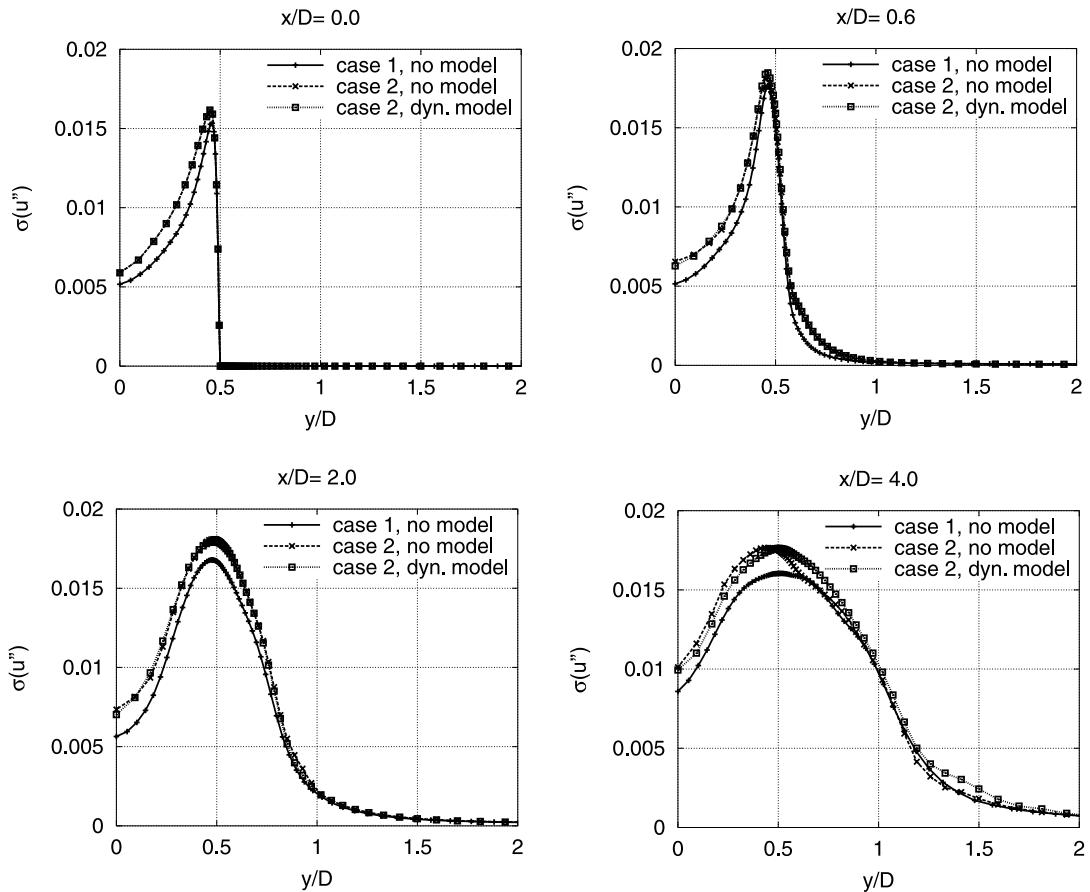 x/D= 0.0
0.02
0.015
0.01
0.005
0
σ(u")
case 1, no model
case 2, no model
case 2, dyn. model
0 0.5 1 1.5 2
y/D
x/D= 0.6
0.02
0.015
0.01
0.005
0
σ(u")
case 1, no model
case 2, no model
case 2, dyn. model
0 0.5 1 1.5 2
y/D
x/D= 2.0
0.02
0.015
0.01
0.005
0
σ(u")
case 1, no model
case 2, no model
case 2, dyn. model
0 0.5 1 1.5 2
y/D
x/D= 4.0
0.02
0.015
0.01
0.005
0
σ(u")
case 1, no model
case 2, no model
case 2, dyn. model
0 0.5 1 1.5 2
y/D